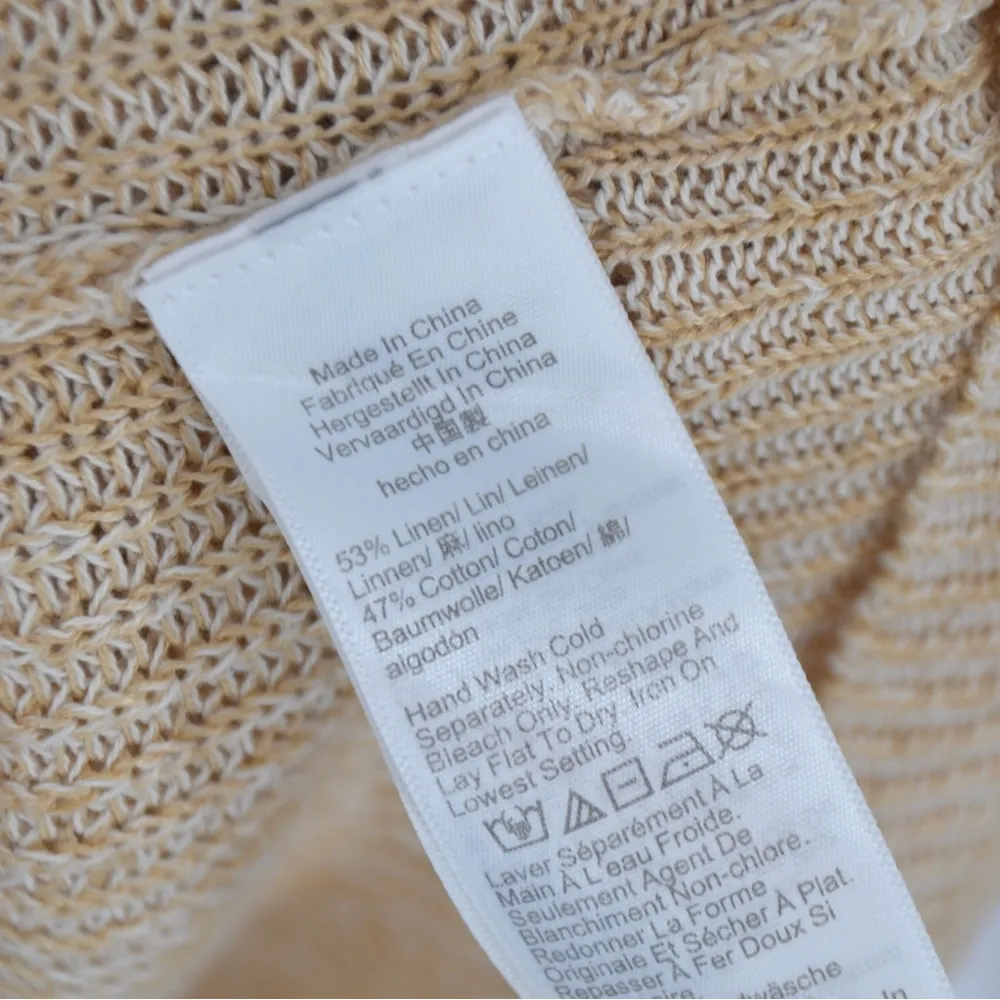 Made In China
Fabriqué En Chine
Hergestellt In China
Vervaardigd In China
中国製
hecho en china
53% Linen/ Lin/ Leinen/
Linnen/ 麻/ lino
47% Cotton/ Coton/
Baumwolle/ Katoen/ 綿/
algodón
Hand Wash Cold
Separately. Non-chlorine
Bleach Only. Reshape And
Lay Flat To Dry. Iron On
Lowest Setting.
Laver Séparément À La
Main À L'eau Froide.
Seulement Agent De
Blanchiment Non-chlore.
Redonner La Forme
Originale Et Sécher À Plat.
Repasser À Fer Doux Si